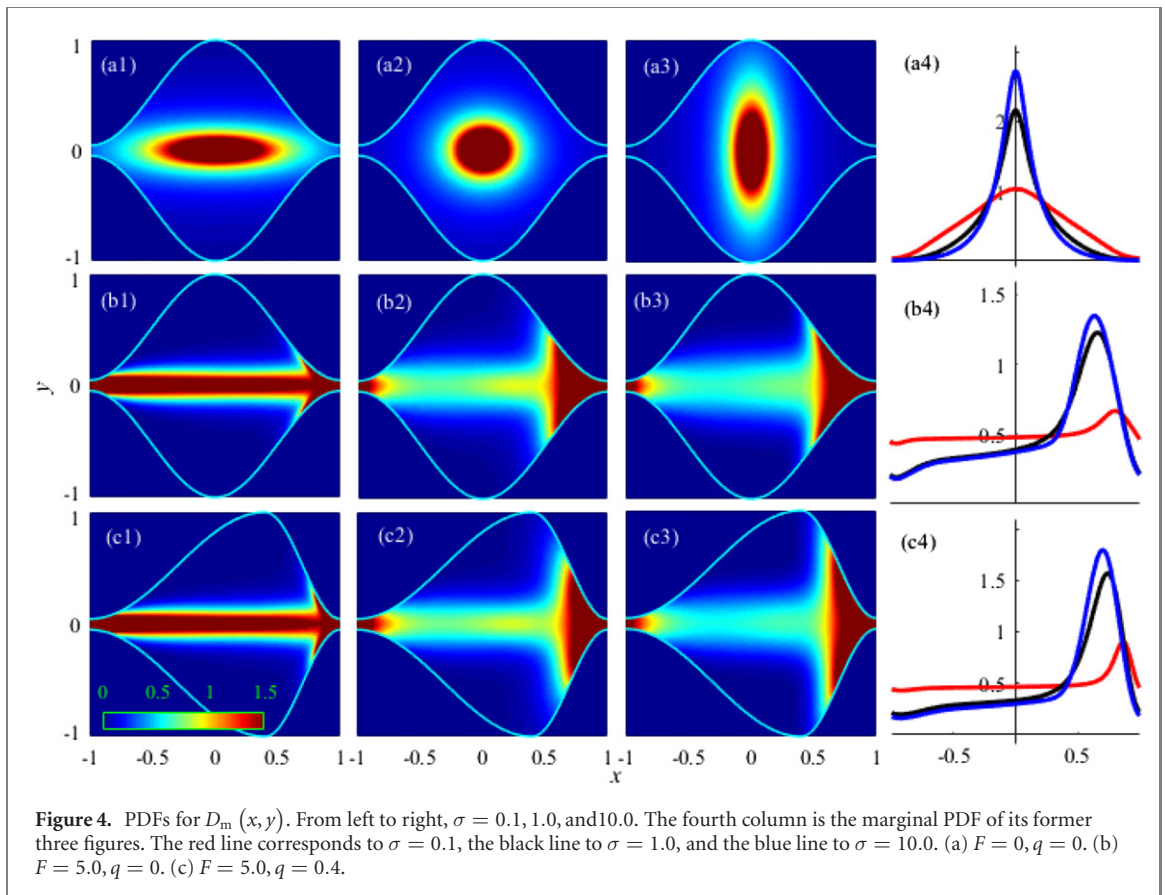 1
0
-1
(a1)
(a2)
(a3)
(a4)
2
1
1
0
-1
y
(b1)
(b2)
(b3)
(b4)
1.5
1
0.5
1
0
-1
(c1)
(c2)
(c3)
(c4)
1.5
1
0.5
0 0.5 1 1.5
-1 -0.5 0 0.5 1 -1 -0.5 0 0.5 1 -1 -0.5 0 0.5 1 -0.5 0.5
x
Figure 4. PDFs for Dm (x, y). From left to right, σ = 0.1, 1.0, and10.0. The fourth column is the marginal PDF of its former
three figures. The red line corresponds to σ = 0.1, the black line to σ = 1.0, and the blue line to σ = 10.0. (a) F = 0, q = 0. (b)
F = 5.0, q = 0. (c) F = 5.0, q = 0.4.